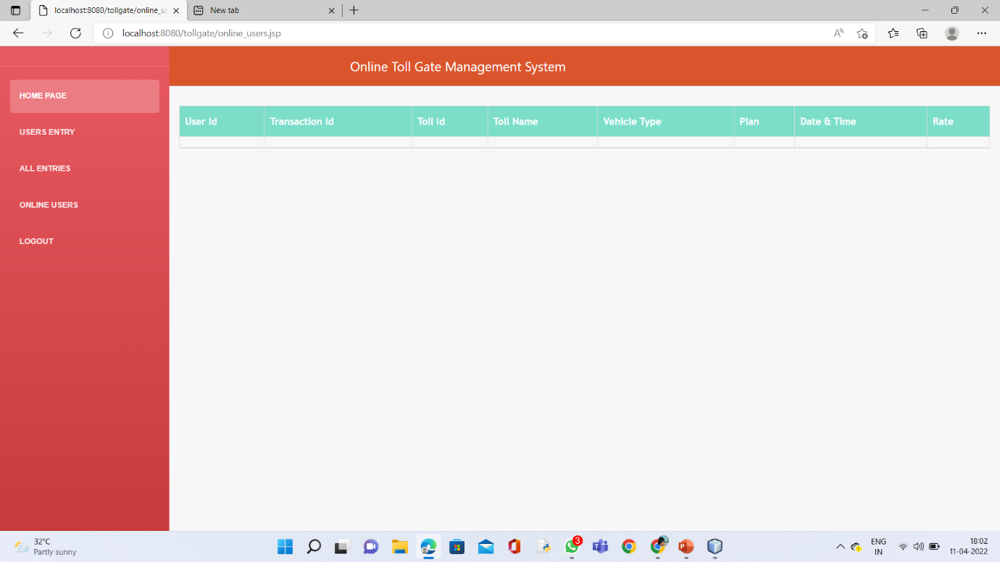 localhost:8080/tollgate/online_u
New tab
localhost:8080/tollgate/online_users.jsp
Online Toll Gate Management System
HOME PAGE
USERS ENTRY
ALL ENTRIES
ONLINE USERS
LOGOUT
User Id Transaction Id Toll Id Toll Name Vehicle Type Plan Date & Time Rate
32°C
Partly sunny
3
ENG
IN
18:02
11-04-2022